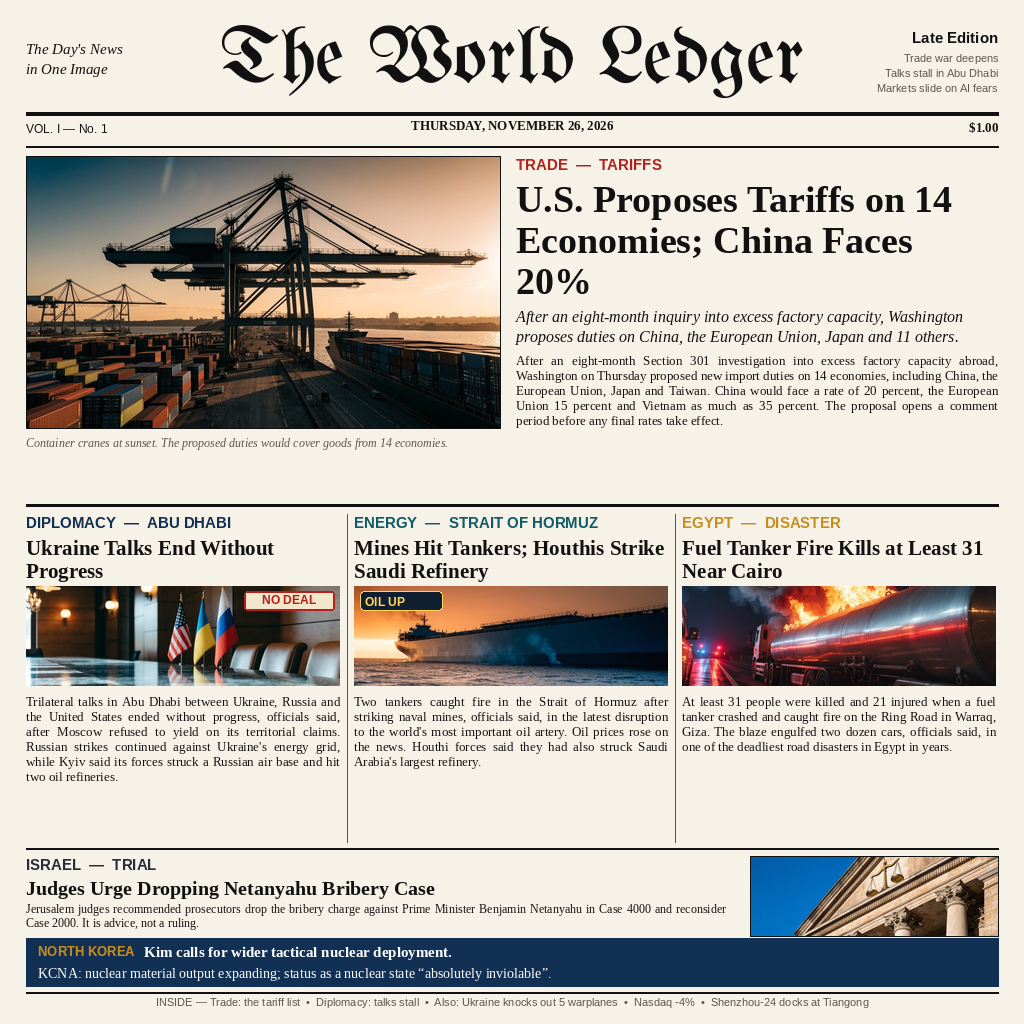 The Day's News
in One Image
The World Ledger
Late Edition
Trade war deepens
Talks stall in Abu Dhabi
Markets slide on AI fears
VOL. I — No. 1
THURSDAY, NOVEMBER 26, 2026
$1.00
Container cranes at sunset. The proposed duties would cover goods from 14 economies.
TRADE — TARIFFS
U.S. Proposes Tariffs on 14
Economies; China Faces
20%
After an eight-month inquiry into excess factory capacity, Washington
proposes duties on China, the European Union, Japan and 11 others.
After an eight-month Section 301 investigation into excess factory capacity abroad,
Washington on Thursday proposed new import duties on 14 economies, including China, the
European Union, Japan and Taiwan. China would face a rate of 20 percent, the European
Union 15 percent and Vietnam as much as 35 percent. The proposal opens a comment
period before any final rates take effect.
DIPLOMACY — ABU DHABI
Ukraine Talks End Without
Progress
NO DEAL
Trilateral talks in Abu Dhabi between Ukraine, Russia and
the United States ended without progress, officials said,
after Moscow refused to yield on its territorial claims.
Russian strikes continued against Ukraine's energy grid,
while Kyiv said its forces struck a Russian air base and hit
two oil refineries.
ENERGY — STRAIT OF HORMUZ
Mines Hit Tankers; Houthis Strike
Saudi Refinery
OIL UP
Two tankers caught fire in the Strait of Hormuz after
striking naval mines, officials said, in the latest disruption
to the world's most important oil artery. Oil prices rose on
the news. Houthi forces said they had also struck Saudi
Arabia's largest refinery.
EGYPT — DISASTER
Fuel Tanker Fire Kills at Least 31
Near Cairo
At least 31 people were killed and 21 injured when a fuel
tanker crashed and caught fire on the Ring Road in Warraq,
Giza. The blaze engulfed two dozen cars, officials said, in
one of the deadliest road disasters in Egypt in years.
ISRAEL — TRIAL
Judges Urge Dropping Netanyahu Bribery Case
Jerusalem judges recommended prosecutors drop the bribery charge against Prime Minister Benjamin Netanyahu in Case 4000 and reconsider
Case 2000. It is advice, not a ruling.
NORTH KOREA Kim calls for wider tactical nuclear deployment.
KCNA: nuclear material output expanding; status as a nuclear state “absolutely inviolable”.
INSIDE — Trade: the tariff list • Diplomacy: talks stall • Also: Ukraine knocks out 5 warplanes • Nasdaq -4% • Shenzhou-24 docks at Tiangong